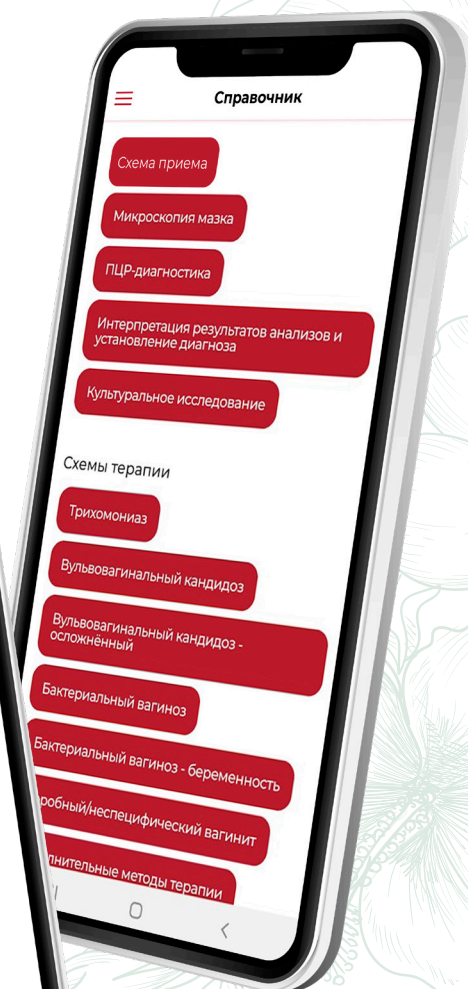 Справочник
Схема приема
Микроскопия мазка
ПЦР-диагностика
Интерпретация результатов анализов и
установление диагноза
Культуральное исследование
Схемы терапии
Трихомониаз
Вульвовагинальный кандидоз
Вульвовагинальный кандидоз -
осложнённый
Бактериальный вагиноз
Бактериальный вагиноз - беременность
робный/неспецифический вагинит
лнительные методы терапии